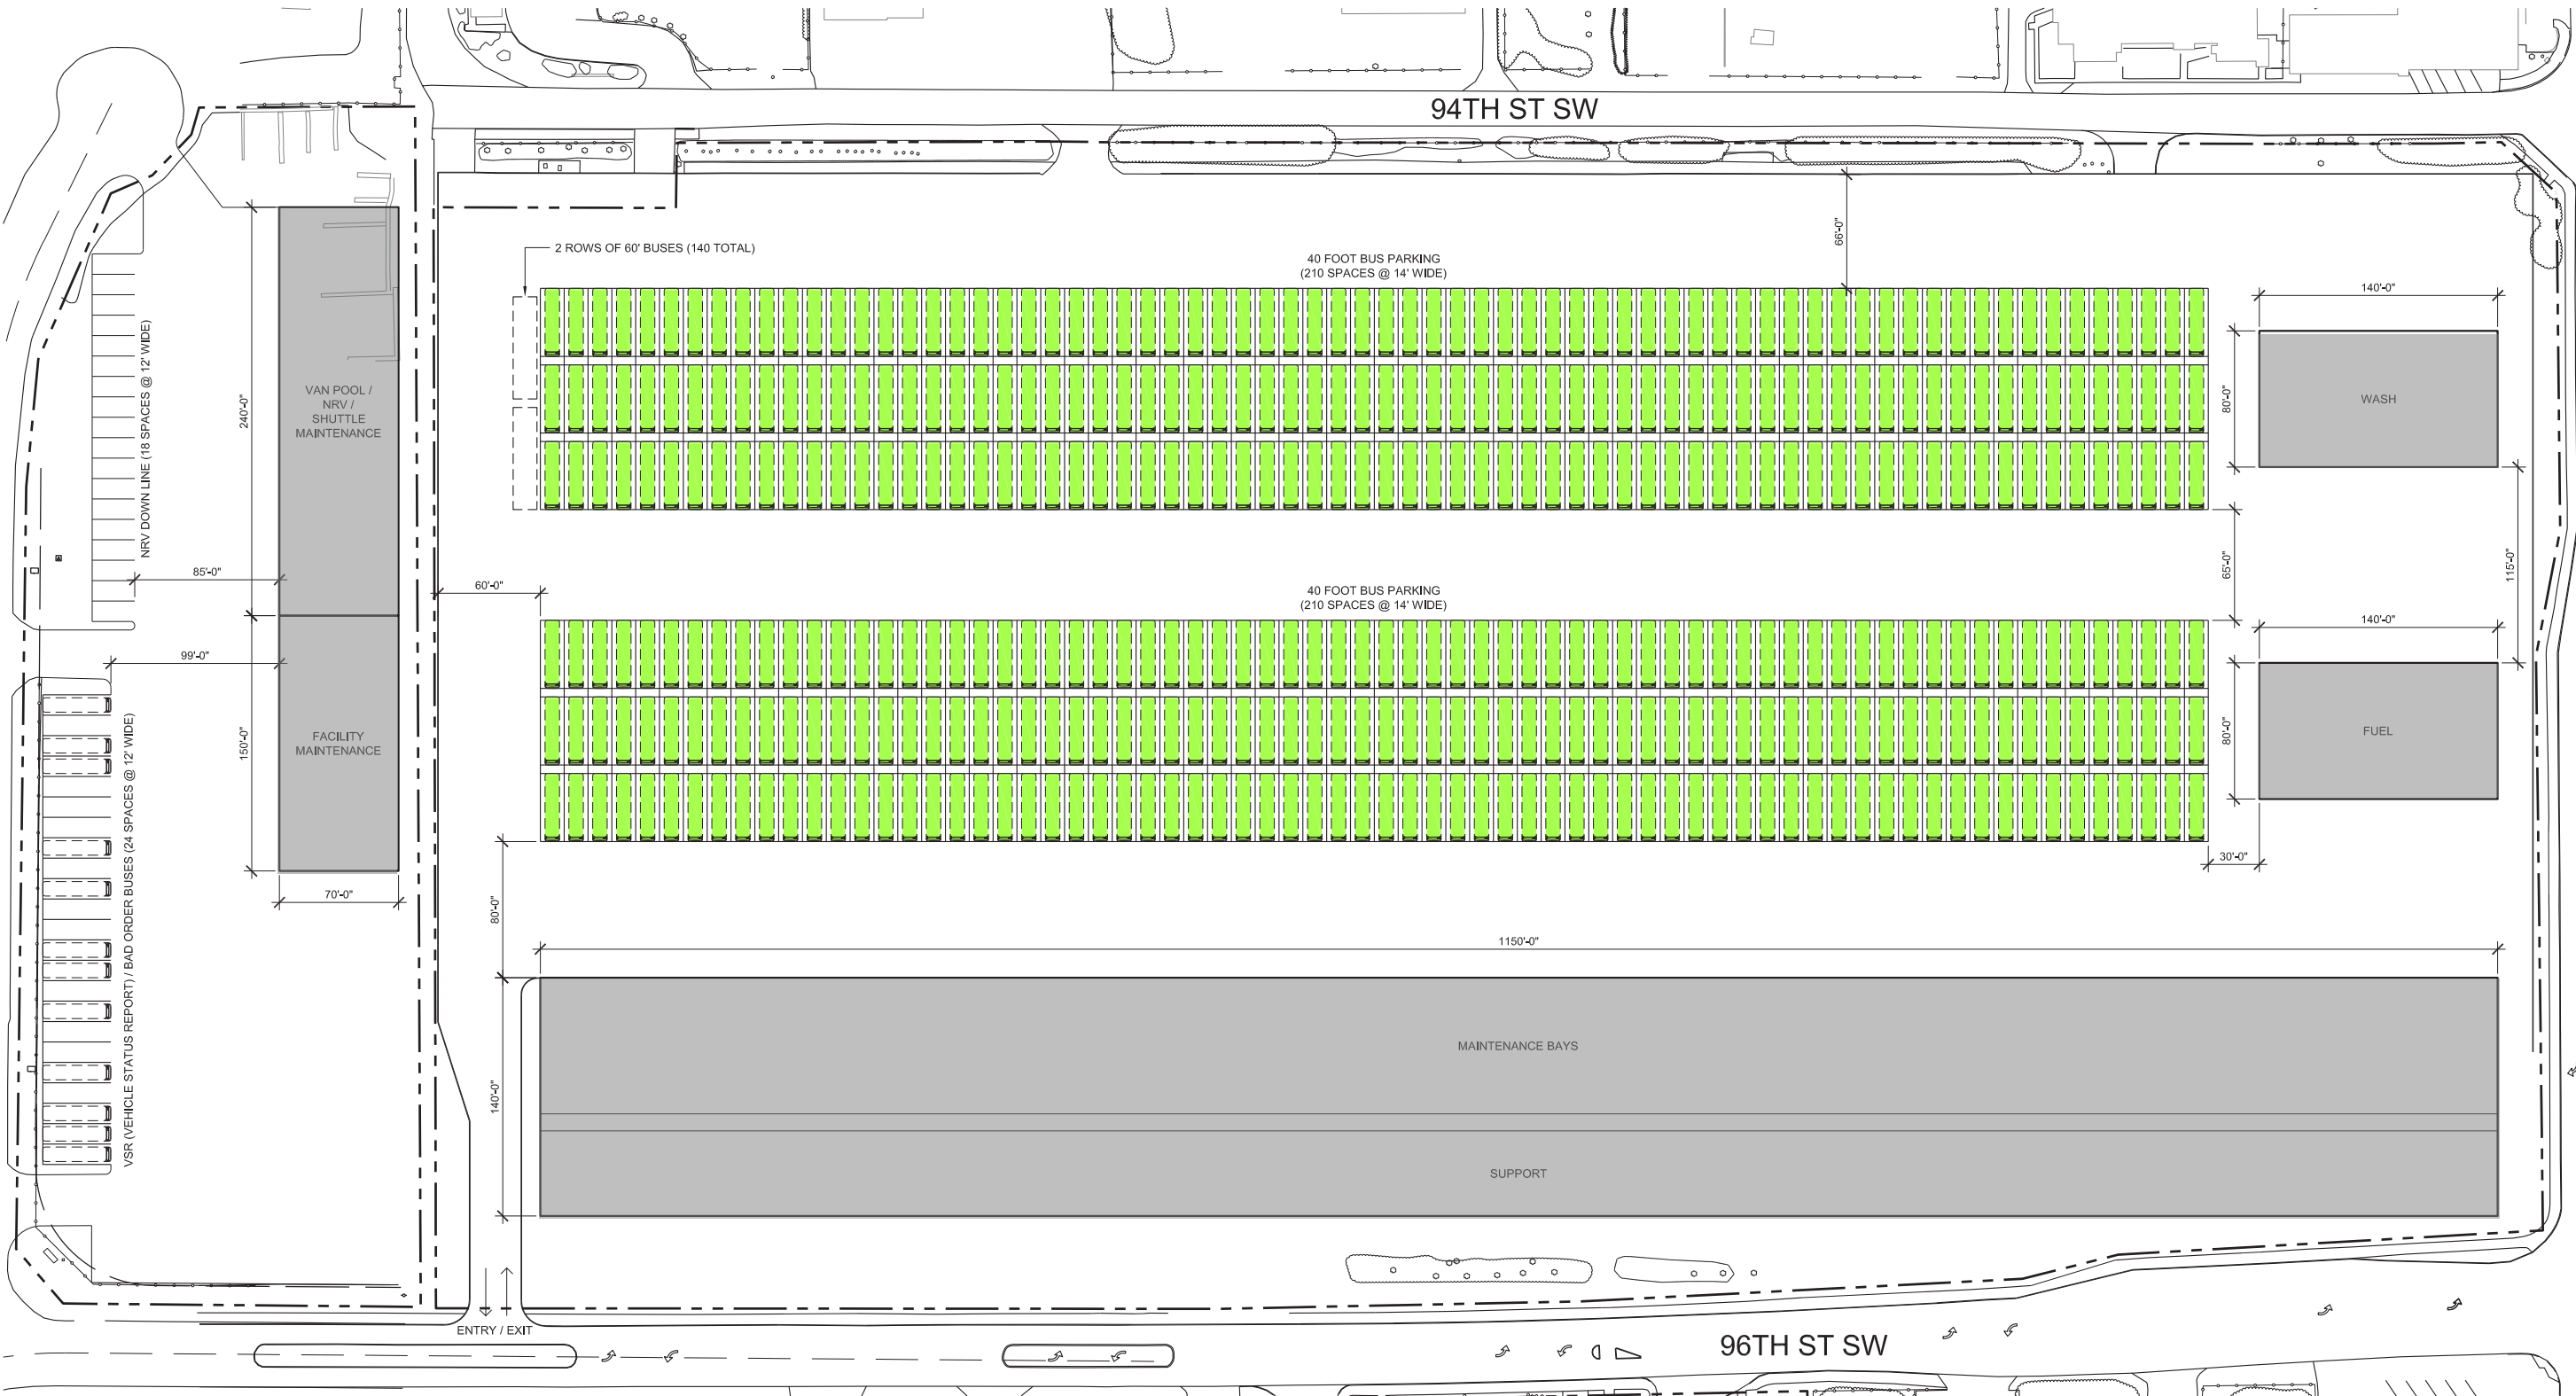 94TH ST SW
2 ROWS OF 60' BUSES (140 TOTAL)
40 FOOT BUS PARKING
(210 SPACES @ 14' WIDE)
66'-0"
140'-0"
80'-0"
WASH
NRV DOWN LINE (18 SPACES @ 12' WIDE)
240'-0"
VAN POOL /
NRV /
SHUTTLE
MAINTENANCE
85'-0"
60'-0"
65'-0"
115'-0"
40 FOOT BUS PARKING
(210 SPACES @ 14' WIDE)
140'-0"
99'-0"
150'-0"
FACILITY
MAINTENANCE
80'-0"
FUEL
VSR (VEHICLE STATUS REPORT) / BAD ORDER BUSES (24 SPACES @ 12' WIDE)
70'-0"
80'-0"
30'-0"
1150'-0"
MAINTENANCE BAYS
140'-0"
SUPPORT
ENTRY / EXIT
96TH ST SW